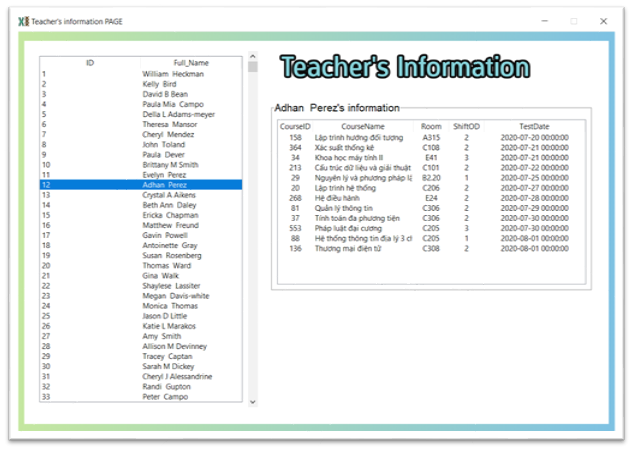 Teacher's information PAGE
ID Full_Name
1 William Heckman
2 Kelly Bird
3 David B Bean
4 Paula Mia Campo
5 Della L Adams-meyer
6 Theresa Mansor
7 Cheryl Mendez
8 John Toland
9 Paula Dever
10 Brittany M Smith
11 Evelyn Perez
12 Adhan Perez
13 Crystal A Aikens
14 Beth Ann Daley
15 Ericka Chapman
16 Matthew Freund
17 Gavin Powell
18 Antoinette Gray
19 Susan Rosenberg
20 Thomas Ward
21 Gina Walk
22 Shaylese Lassiter
23 Megan Davis-white
24 Monica Thomas
25 Jason D Little
26 Katie L Marakos
27 Amy Smith
28 Allison M Devinney
29 Tracey Captan
30 Sarah M Dickey
31 Cheryl J Alessandrine
32 Randi Gupton
33 Peter Campo
Teacher's Information
Adhan Perez's information
CourseID CourseName Room ShiftOD TestDate
158 Lập trình hướng đối tượng A315 2 2020-07-20 00:00:00
364 Xác suất thống kê C108 2 2020-07-21 00:00:00
34 Khoa học máy tính II E41 3 2020-07-21 00:00:00
213 Cấu trúc dữ liệu và giải thuật C101 2 2020-07-22 00:00:00
29 Nguyên lý và phương pháp lậ B2.20 1 2020-07-25 00:00:00
20 Lập trình hệ thống C206 2 2020-07-27 00:00:00
268 Hệ điều hành E24 2 2020-07-28 00:00:00
81 Quản lý thông tin C306 2 2020-07-29 00:00:00
37 Tính toán đa phương tiện C306 2 2020-07-30 00:00:00
553 Pháp luật đại cương C205 3 2020-07-30 00:00:00
88 Hệ thống thông tin địa lý 3 cl C205 1 2020-08-01 00:00:00
136 Thương mại điện tử C308 2 2020-08-01 00:00:00